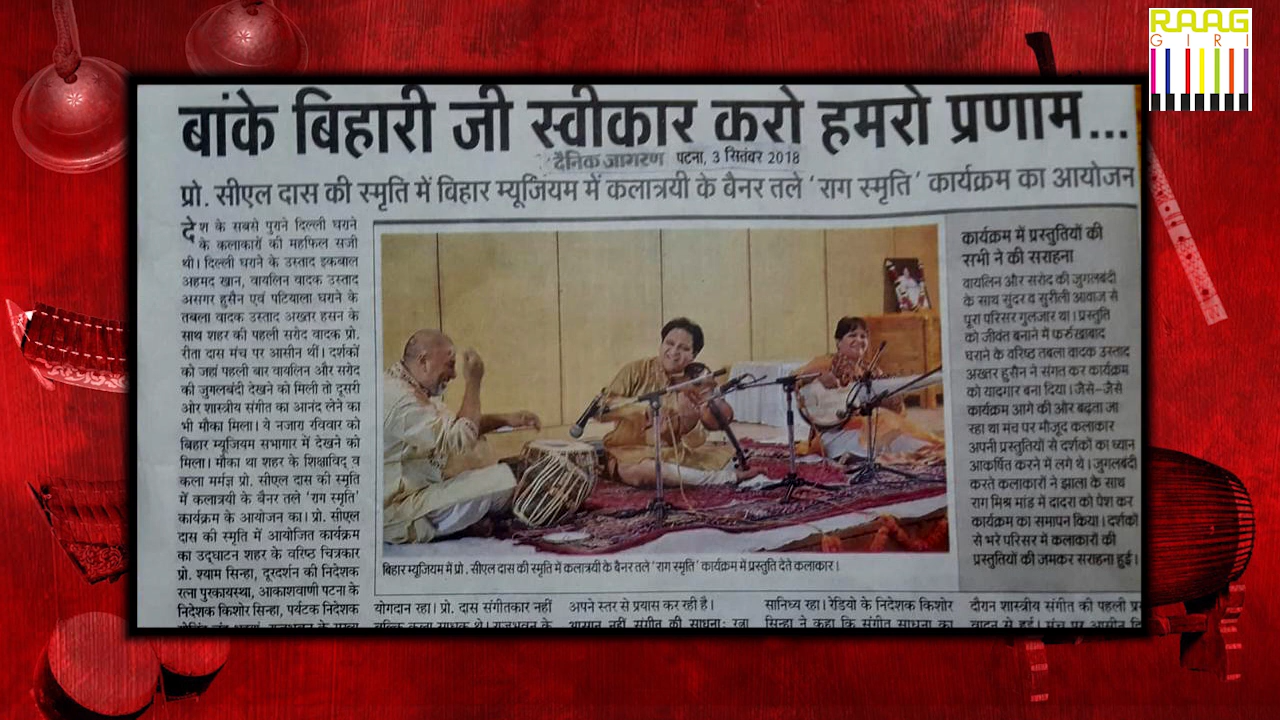 RAAG
GIRI
बांके बिहारी जी स्वीकार करो हमरो प्रणाम...
दैनिक जागरण पटना, 3 सितंबर 2018
प्रो. सीएल दास की स्मृति में बिहार म्यूजियम में कलात्रयी के बैनर तले 'राग स्मृति' कार्यक्रम का आयोजन
देश के सबसे पुराने दिल्ली घराने
के कलाकारों की महफिल सजी
थी। दिल्ली घराने के उस्ताद इकबाल
अहमद खान, वायलिन वादक उस्ताद
असगर हुसैन एवं पटियाला घराने के
तबला वादक उस्ताद अख्तर हसन के
साथ शहर की पहली सरोद वादक प्रो.
रीता दास मंच पर आसीन थीं। दर्शकों
को जहां पहली बार वायलिन और सरोद
की जुगलबंदी देखने को मिली तो दूसरी
ओर शास्त्रीय संगीत का आनंद लेने का
भी मौका मिला। ये नजारा रविवार को
बिहार म्यूजियम सभागार में देखने को
मिला। मौका था शहर के शिक्षाविद् व
कला मर्मज्ञ प्रो. सीएल दास की स्मृति
में कलात्रयी के बैनर तले 'राग स्मृति'
कार्यक्रम के आयोजन का। प्रो. सीएल
दास की स्मृति में आयोजित कार्यक्रम
का उद्घाटन शहर के वरिष्ठ चित्रकार
प्रो. श्याम सिन्हा, दूरदर्शन की निदेशक
रत्ना पुरकायस्था, आकाशवाणी पटना के
निदेशक किशोर सिन्हा, पर्यटक निदेशक
बिहार म्यूजियम में प्रो. सीएल दास की स्मृति में कलात्रयी के बैनर तले 'राग स्मृति' कार्यक्रम में प्रस्तुति देते कलाकार।
योगदान रहा। प्रो. दास संगीतकार नहीं
अपने स्तर से प्रयास कर रही है।
सानिध्य रहा। रेडियो के निदेशक किशोर
सिन्हा ने कहा कि संगीत साधना का
कार्यक्रम में प्रस्तुतियों की
सभी ने की सराहना
वायलिन और सरोद की जुगलबंदी
के साथ सुंदर व सुरीली आवाज से
पूरा परिसर गुलजार था। प्रस्तुति
को जीवंत बनाने में फर्रुखाबाद
घराने के वरिष्ठ तबला वादक उस्ताद
अख्तर हुसैन ने संगत कर कार्यक्रम
को यादगार बना दिया। जैसे-जैसे
कार्यक्रम आगे की ओर बढ़ता जा
रहा था मंच पर मौजूद कलाकार
अपनी प्रस्तुतियों से दर्शकों का ध्यान
आकर्षित करने में लगे थे। जुगलबंदी
करते कलाकारों ने झाला के साथ
राग मिश्र मांड में दादरा को पेश कर
कार्यक्रम का समापन किया। दर्शकों
से भरे परिसर में कलाकारों की
प्रस्तुतियों की जमकर सराहना हुई।
दौरान शास्त्रीय संगीत की पहली